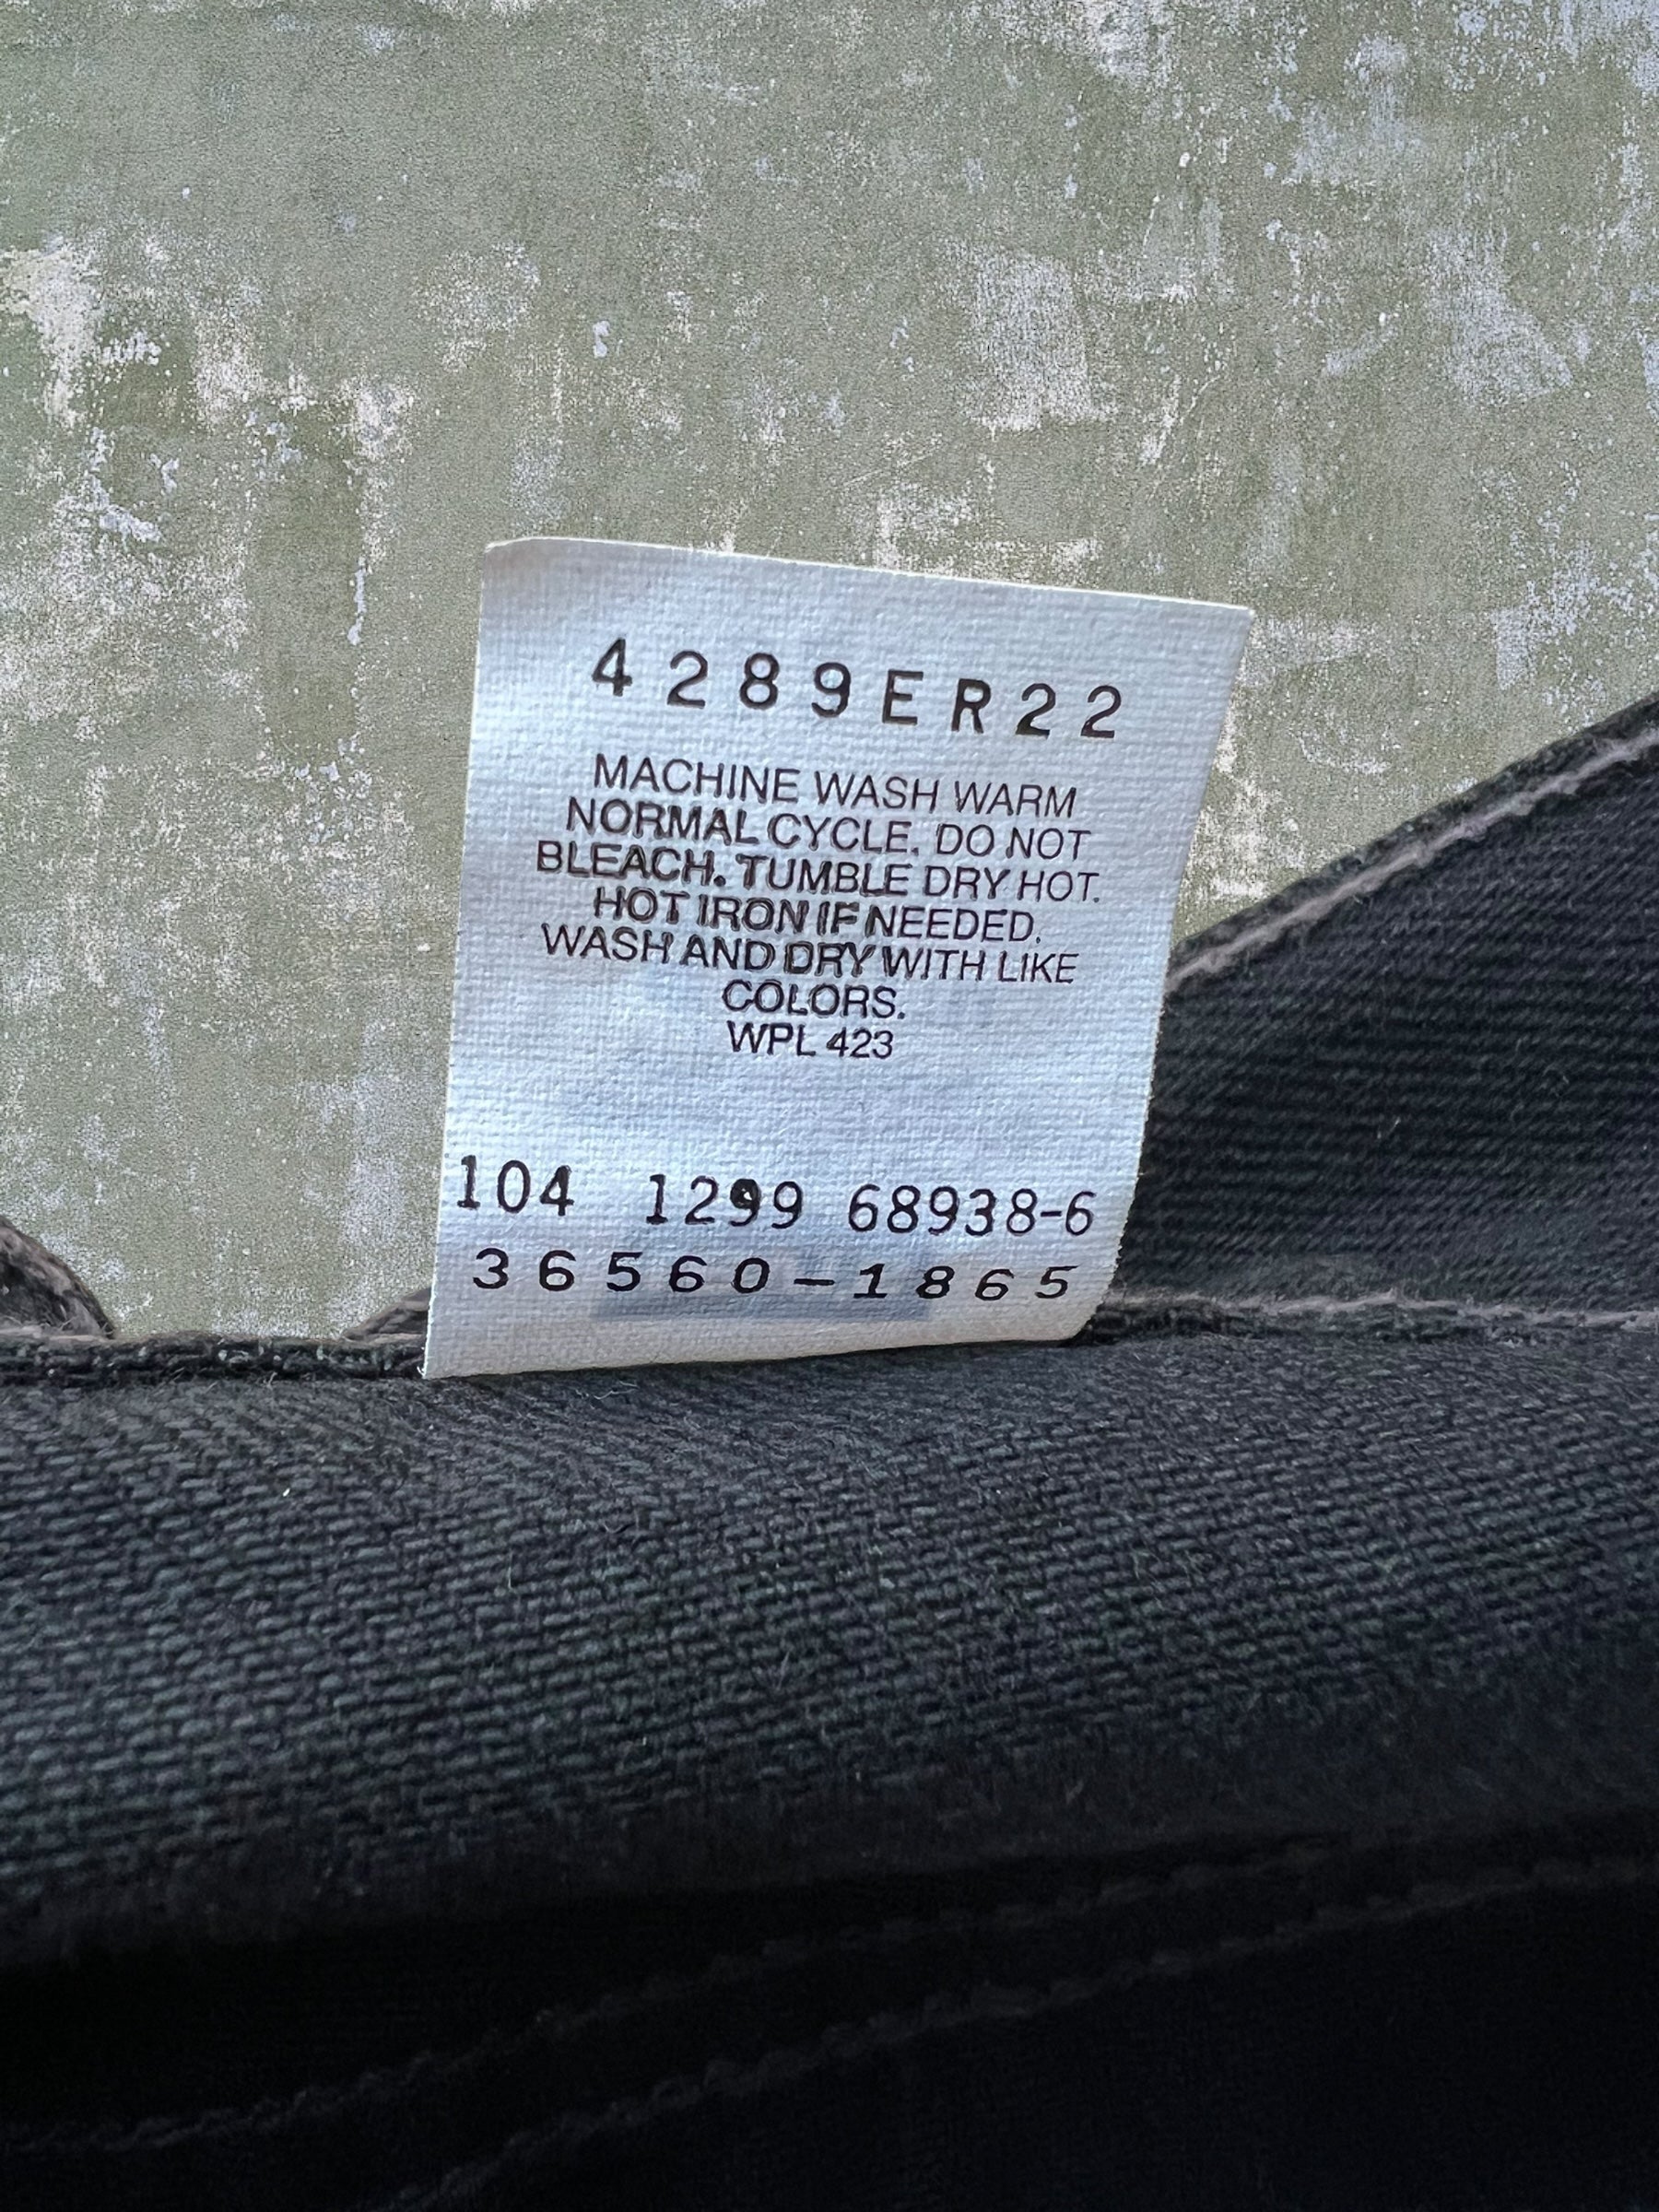 4289ER22
MACHINE WASH WARM
NORMAL CYCLE. DO NOT
BLEACH. TUMBLE DRY HOT.
HOT IRON IF NEEDED.
WASH AND DRY WITH LIKE
COLORS.
WPL 423
104 1299 68938-6
36560-1865